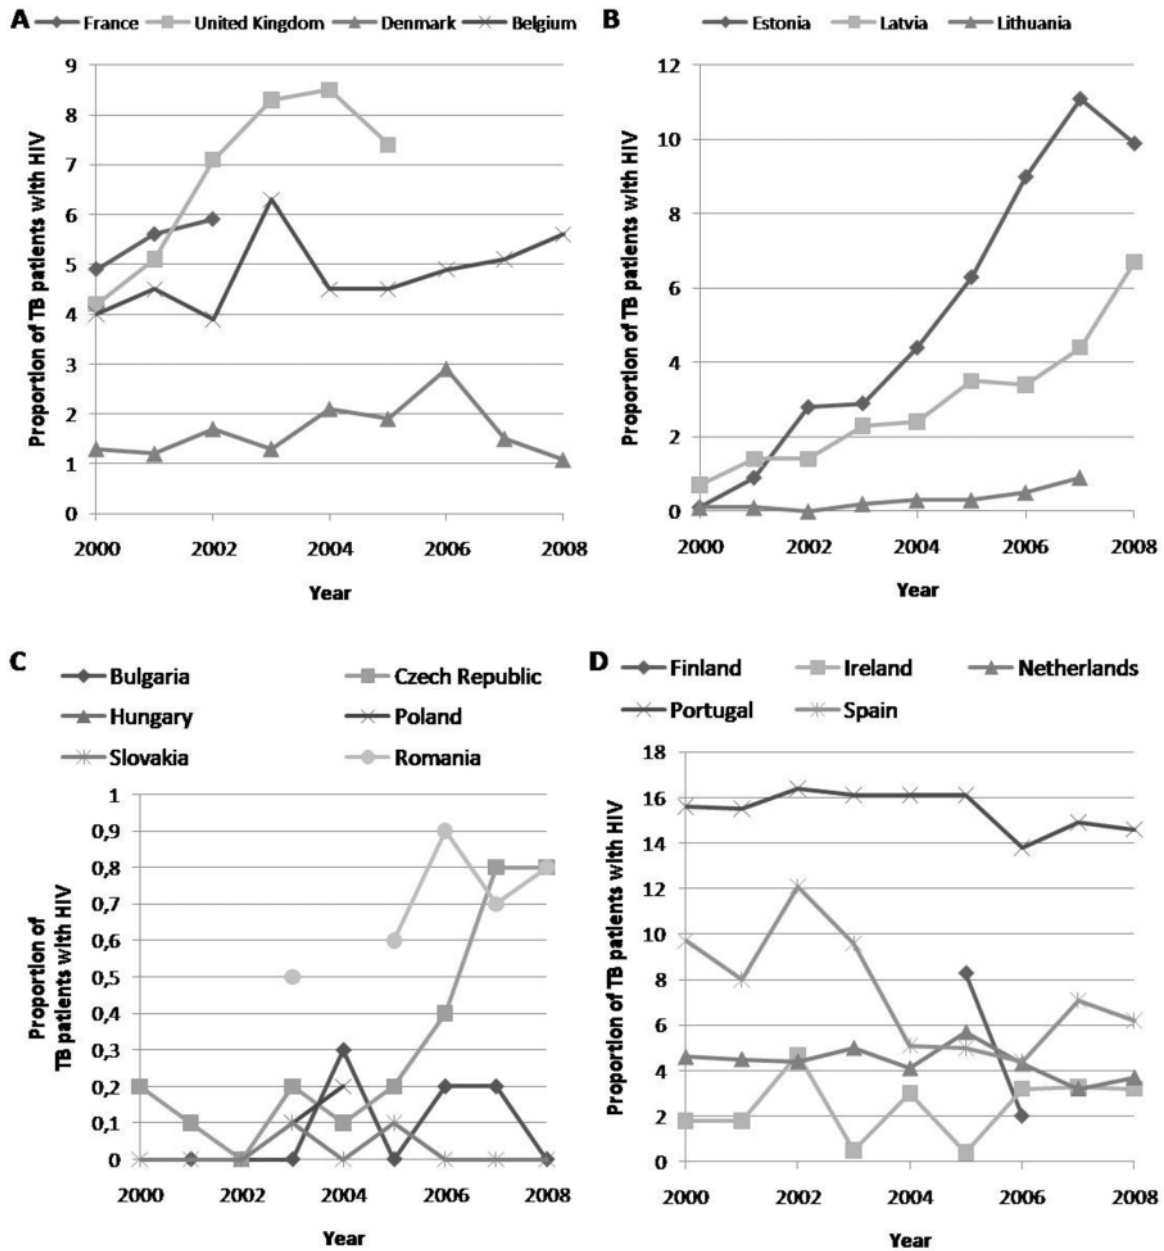 A France United Kingdom Denmark Belgium
9
8
7
6
5
4
3
2
1
0
Proportion of TB patients with HIV
2000 2002 2004 2006 2008
Year
B Estonia Latvia Lithuania
12
10
8
6
4
2
0
Proportion of TB patients with HIV
2000 2002 2004 2006 2008
Year
C
Bulgaria Czech Republic
Hungary Poland
Slovakia Romania
1
0,9
0,8
0,7
0,6
0,5
0,4
0,3
0,2
0,1
0
Proportion of
TB patients with HIV
2000 2002 2004 2006 2008
Year
D Finland Ireland Netherlands
Portugal Spain
18
16
14
12
10
8
6
4
2
0
Proportion of TB patients with HIV
2000 2002 2004 2006 2008
Year